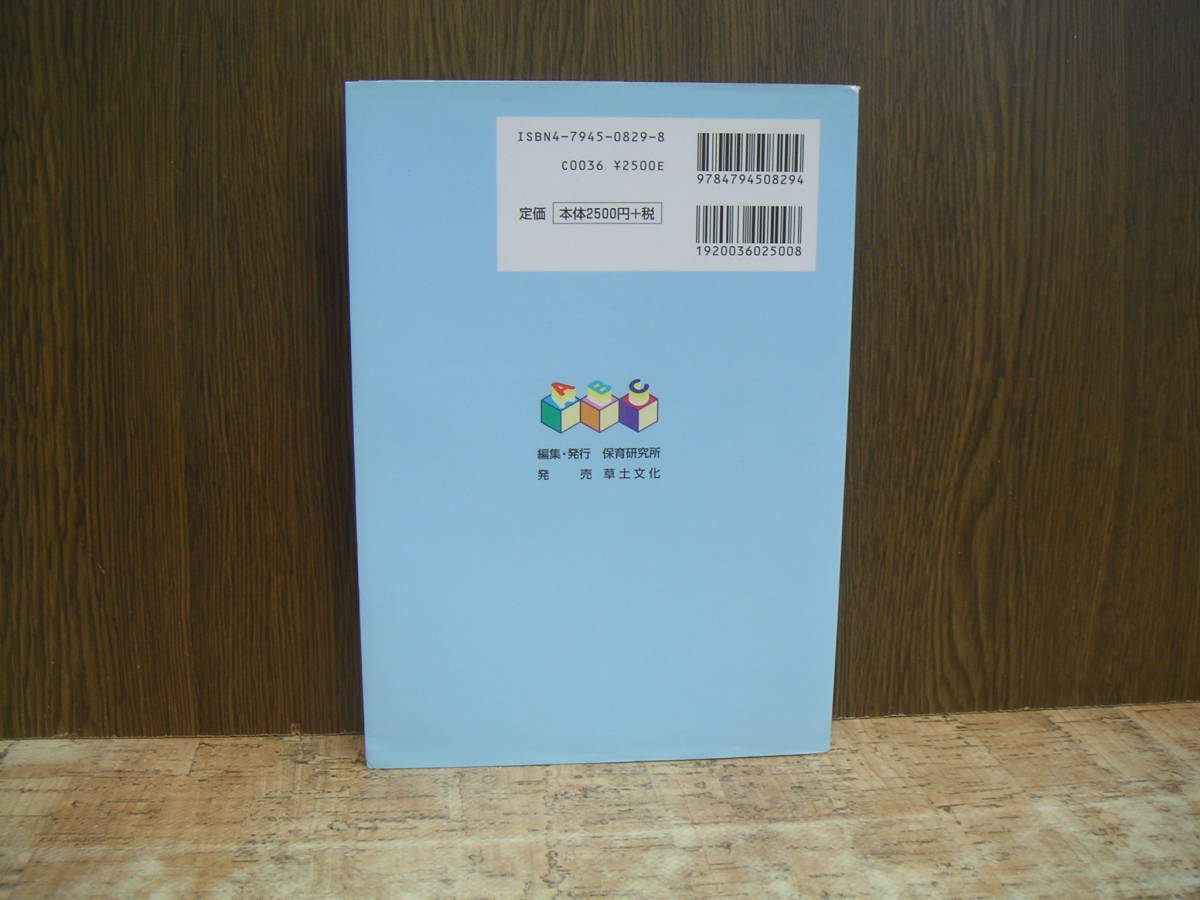 ISBN4-7945-0829-8
C0036 ¥2500E
9784794508294
定価 本体2500円+税
1920036025008
A B C
編集・発行 保育研究所
発 売 草土文化